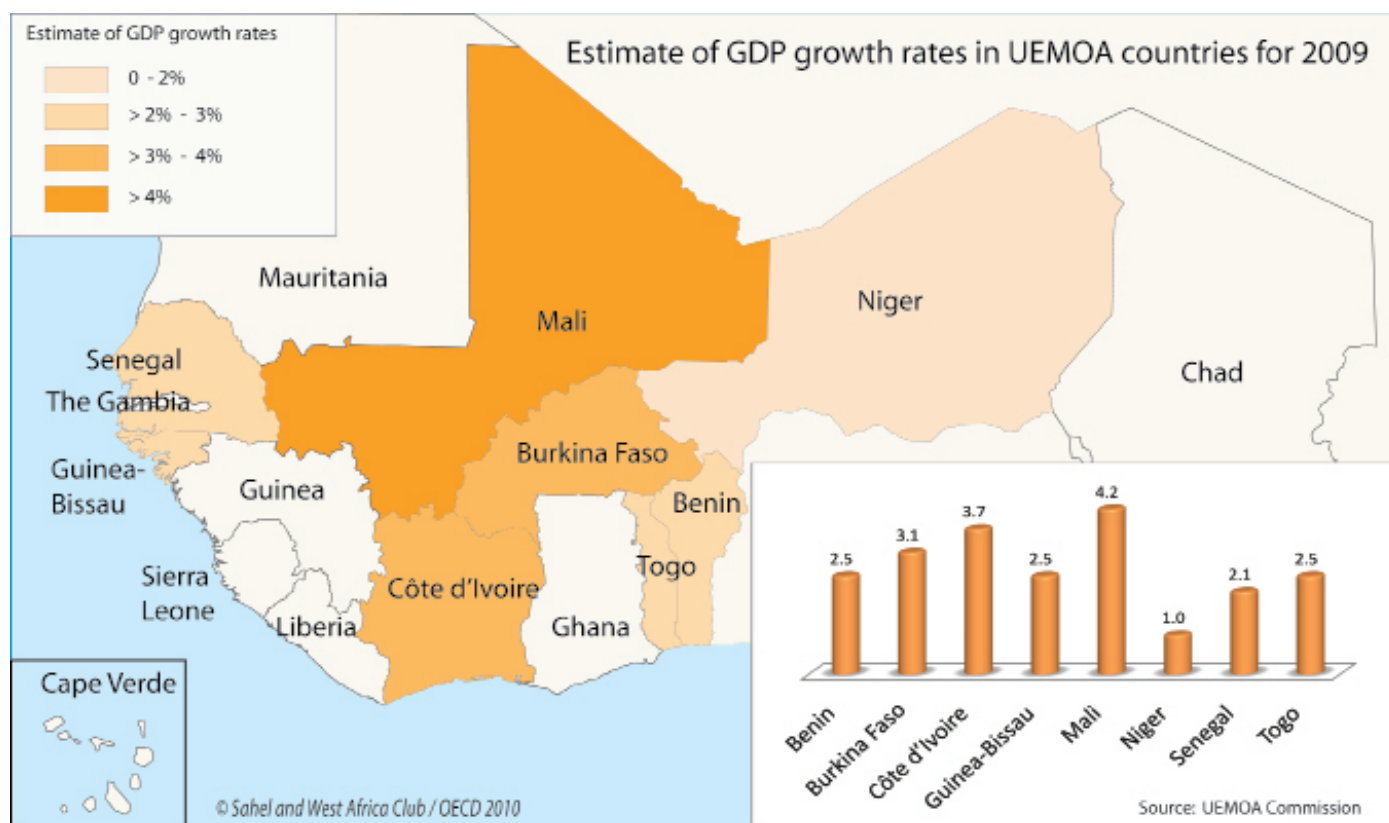 Estimate of GDP growth rates in UEMOA countries for 2009
Estimate of GDP growth rates
0 - 2%
> 2% - 3%
> 3% - 4%
> 4%
Mauritania
Mali
Niger
Chad
Senegal
The Gambia
Guinea-
Bissau
Guinea
Burkina Faso
Benin
Togo
Sierra
Leone
Côte d'Ivoire
Liberia
Ghana
Cape Verde
4.2
3.7
3.1
2.5
2.5
2.1
2.5
1.0
Benin
Burkina Faso
Côte d'Ivoire
Guinea-Bissau
Mali
Niger
Senegal
Togo
© Sahel and West Africa Club / OECD 2010
Source: UEMOA Commission